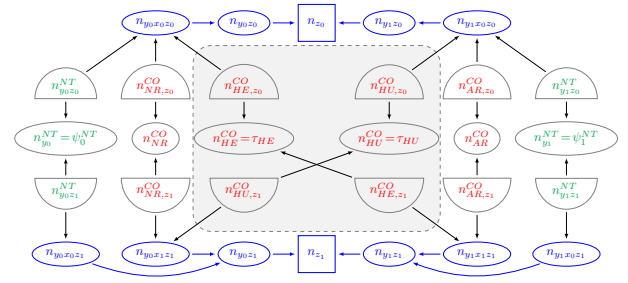 n_{y_0x_0z_0} n_{y_0z_0} n_{z_0} n_{y_1z_0} n_{y_1x_0z_0}
n^{NT}_{y_0z_0} n^{CO}_{NR,z_0} n^{CO}_{HE,z_0} n^{CO}_{HU,z_0} n^{CO}_{AR,z_0} n^{NT}_{y_1z_0}
n^{NT}_{y_0}=ψ^{NT}_0 n^{CO}_{NR} n^{CO}_{HE}=τ_{HE} n^{CO}_{HU}=τ_{HU} n^{CO}_{AR} n^{NT}_{y_1}=ψ^{NT}_1
n^{NT}_{y_0z_1} n^{CO}_{NR,z_1} n^{CO}_{HU,z_1} n^{CO}_{HE,z_1} n^{CO}_{AR,z_1} n^{NT}_{y_1z_1}
n_{y_0x_0z_1} n_{y_0x_1z_1} n_{y_0z_1} n_{z_1} n_{y_1z_1} n_{y_1x_1z_1} n_{y_1x_0z_1}